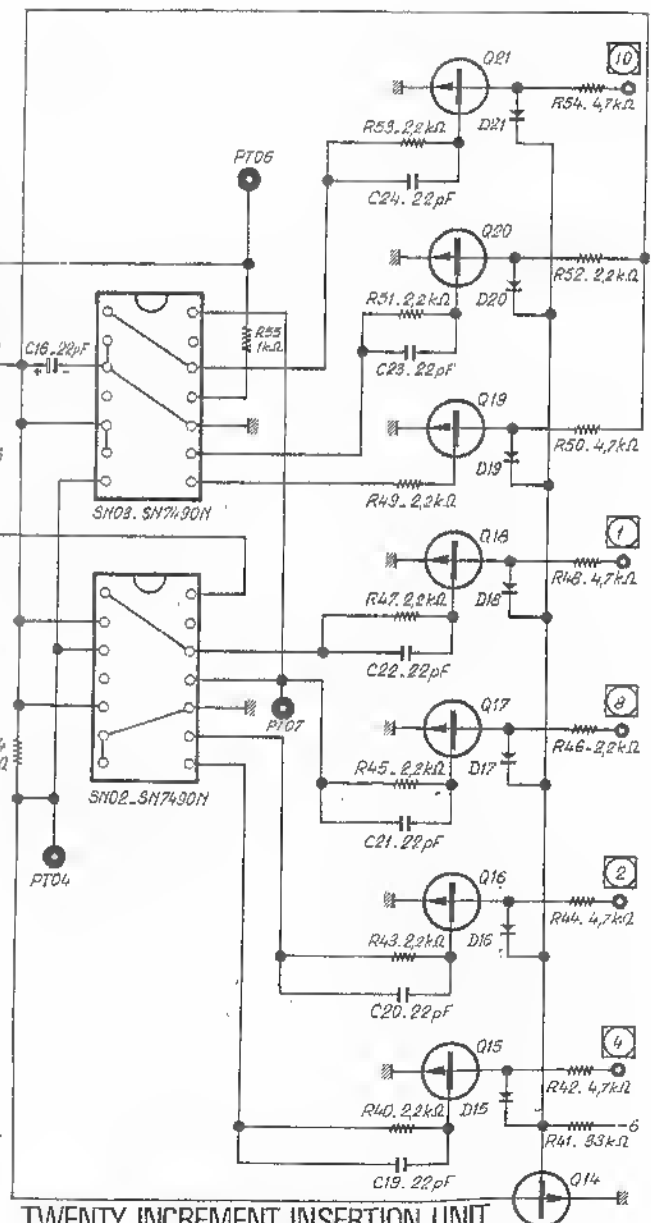 Q21
10
R54. 4,7kΩ
R53. 2,2kΩ
D21
PT06
C24. 22pF
Q20
R52. 2,2kΩ
R51. 2,2kΩ
D20
R55
1kΩ
C16. 22pF
+ -
C23. 22pF
Q19
R50. 4,7kΩ
D19
R49. 2,2kΩ
SN03. SN7490N
Q18
1
R48. 4,7kΩ
R47. 2,2kΩ
D18
C22. 22pF
Q17
8
PT07
R46. 2,2kΩ
R45. 2,2kΩ
D17
SN02. SN7490N
C21. 22pF
PT04
Q16
2
R44. 4,7kΩ
R43. 2,2kΩ
D16
C20. 22pF
Q15
4
R42. 4,7kΩ
R40. 2,2kΩ
D15
-6
R41. 33kΩ
C19. 22pF
Q14
TWENTY INCREMENT INSERTION UNIT